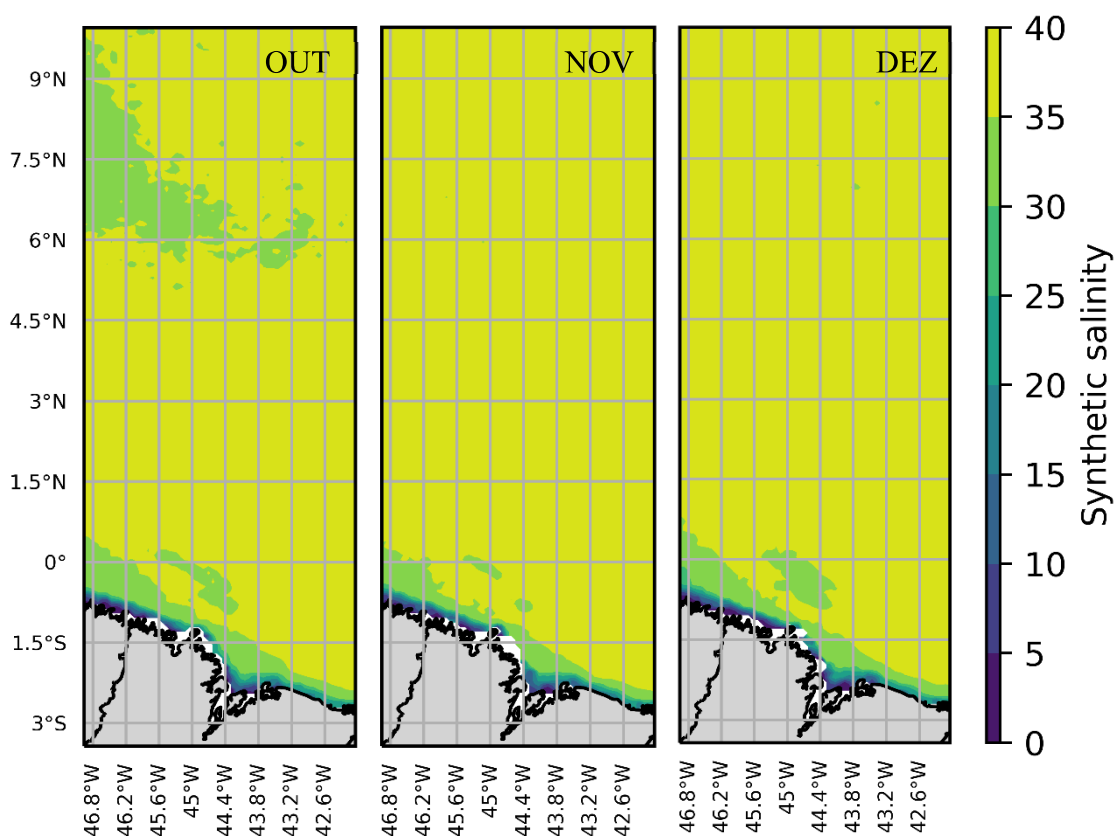 OUT
NOV
DEZ
9°N
7.5°N
6°N
4.5°N
3°N
1.5°N
0°
1.5°S
3°S
46.8°W
46.2°W
45.6°W
45°W
44.4°W
43.8°W
43.2°W
42.6°W
46.8°W
46.2°W
45.6°W
45°W
44.4°W
43.8°W
43.2°W
42.6°W
46.8°W
46.2°W
45.6°W
45°W
44.4°W
43.8°W
43.2°W
42.6°W
40
35
30
25
20
15
10
5
0
Synthetic salinity